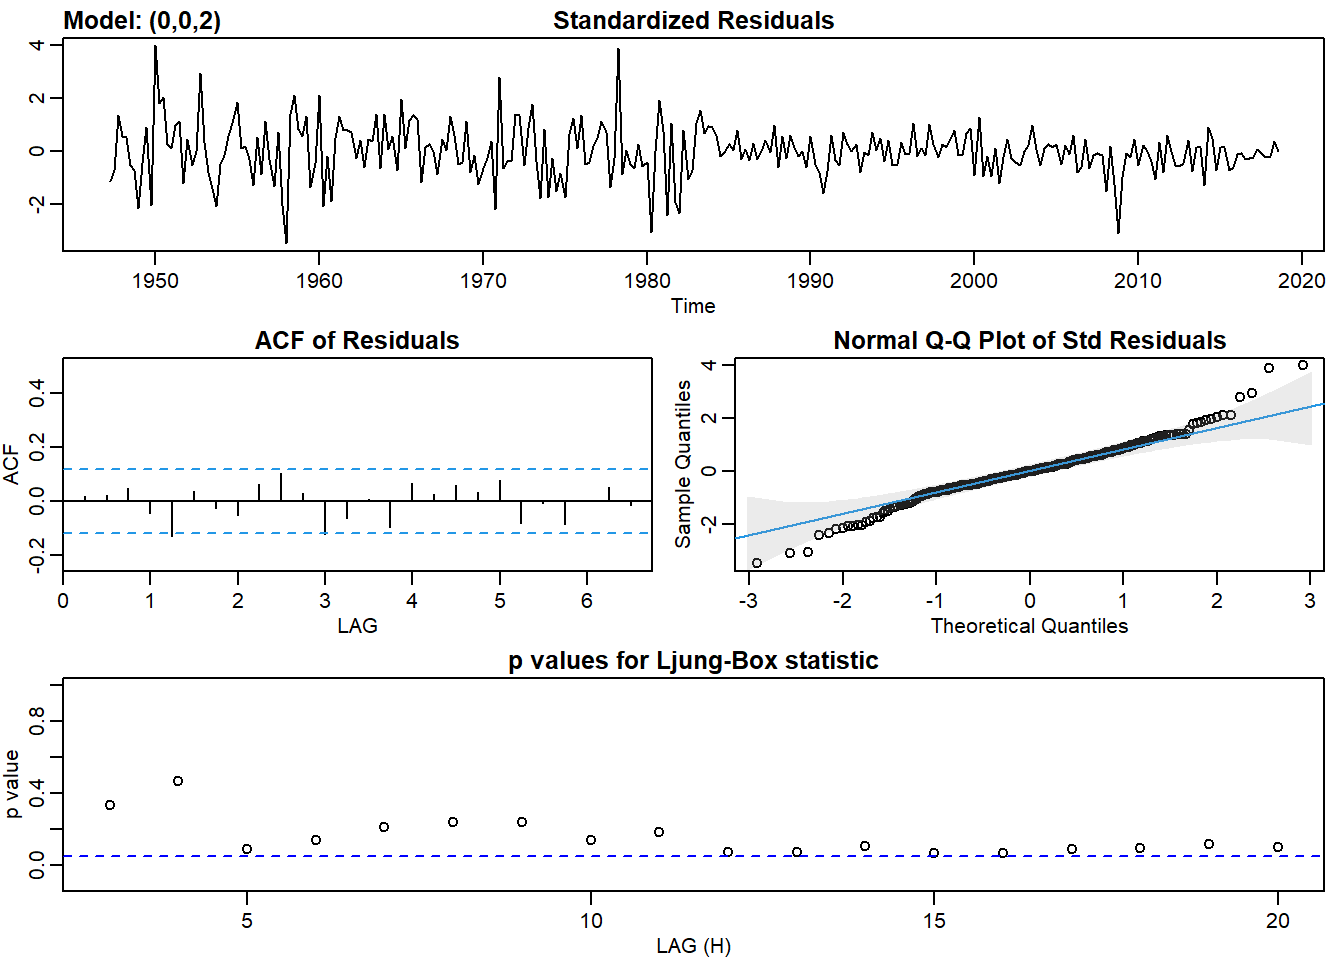 Model: (0,0,2) Standardized Residuals
4
2
0
-2
1950 1960 1970 1980 1990 2000 2010 2020
Time
ACF of Residuals
ACF
0.4
0.2
0.0
-0.2
0 1 2 3 4 5 6
LAG
Normal Q-Q Plot of Std Residuals
Sample Quantiles
4
2
0
-2
-3 -2 -1 0 1 2 3
Theoretical Quantiles
p values for Ljung-Box statistic
p value
0.8
0.4
0.0
5 10 15 20
LAG (H)